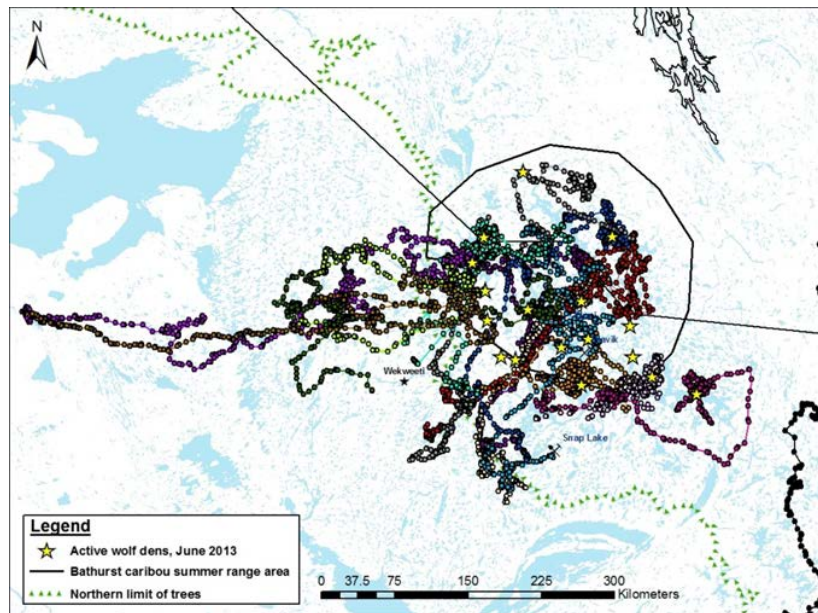 N
Wekweeti
Snap Lake
Legend
Active wolf dens, June 2013
Bathurst caribou summer range area
Northern limit of trees
0 37.5 75 150 225 300
Kilometers